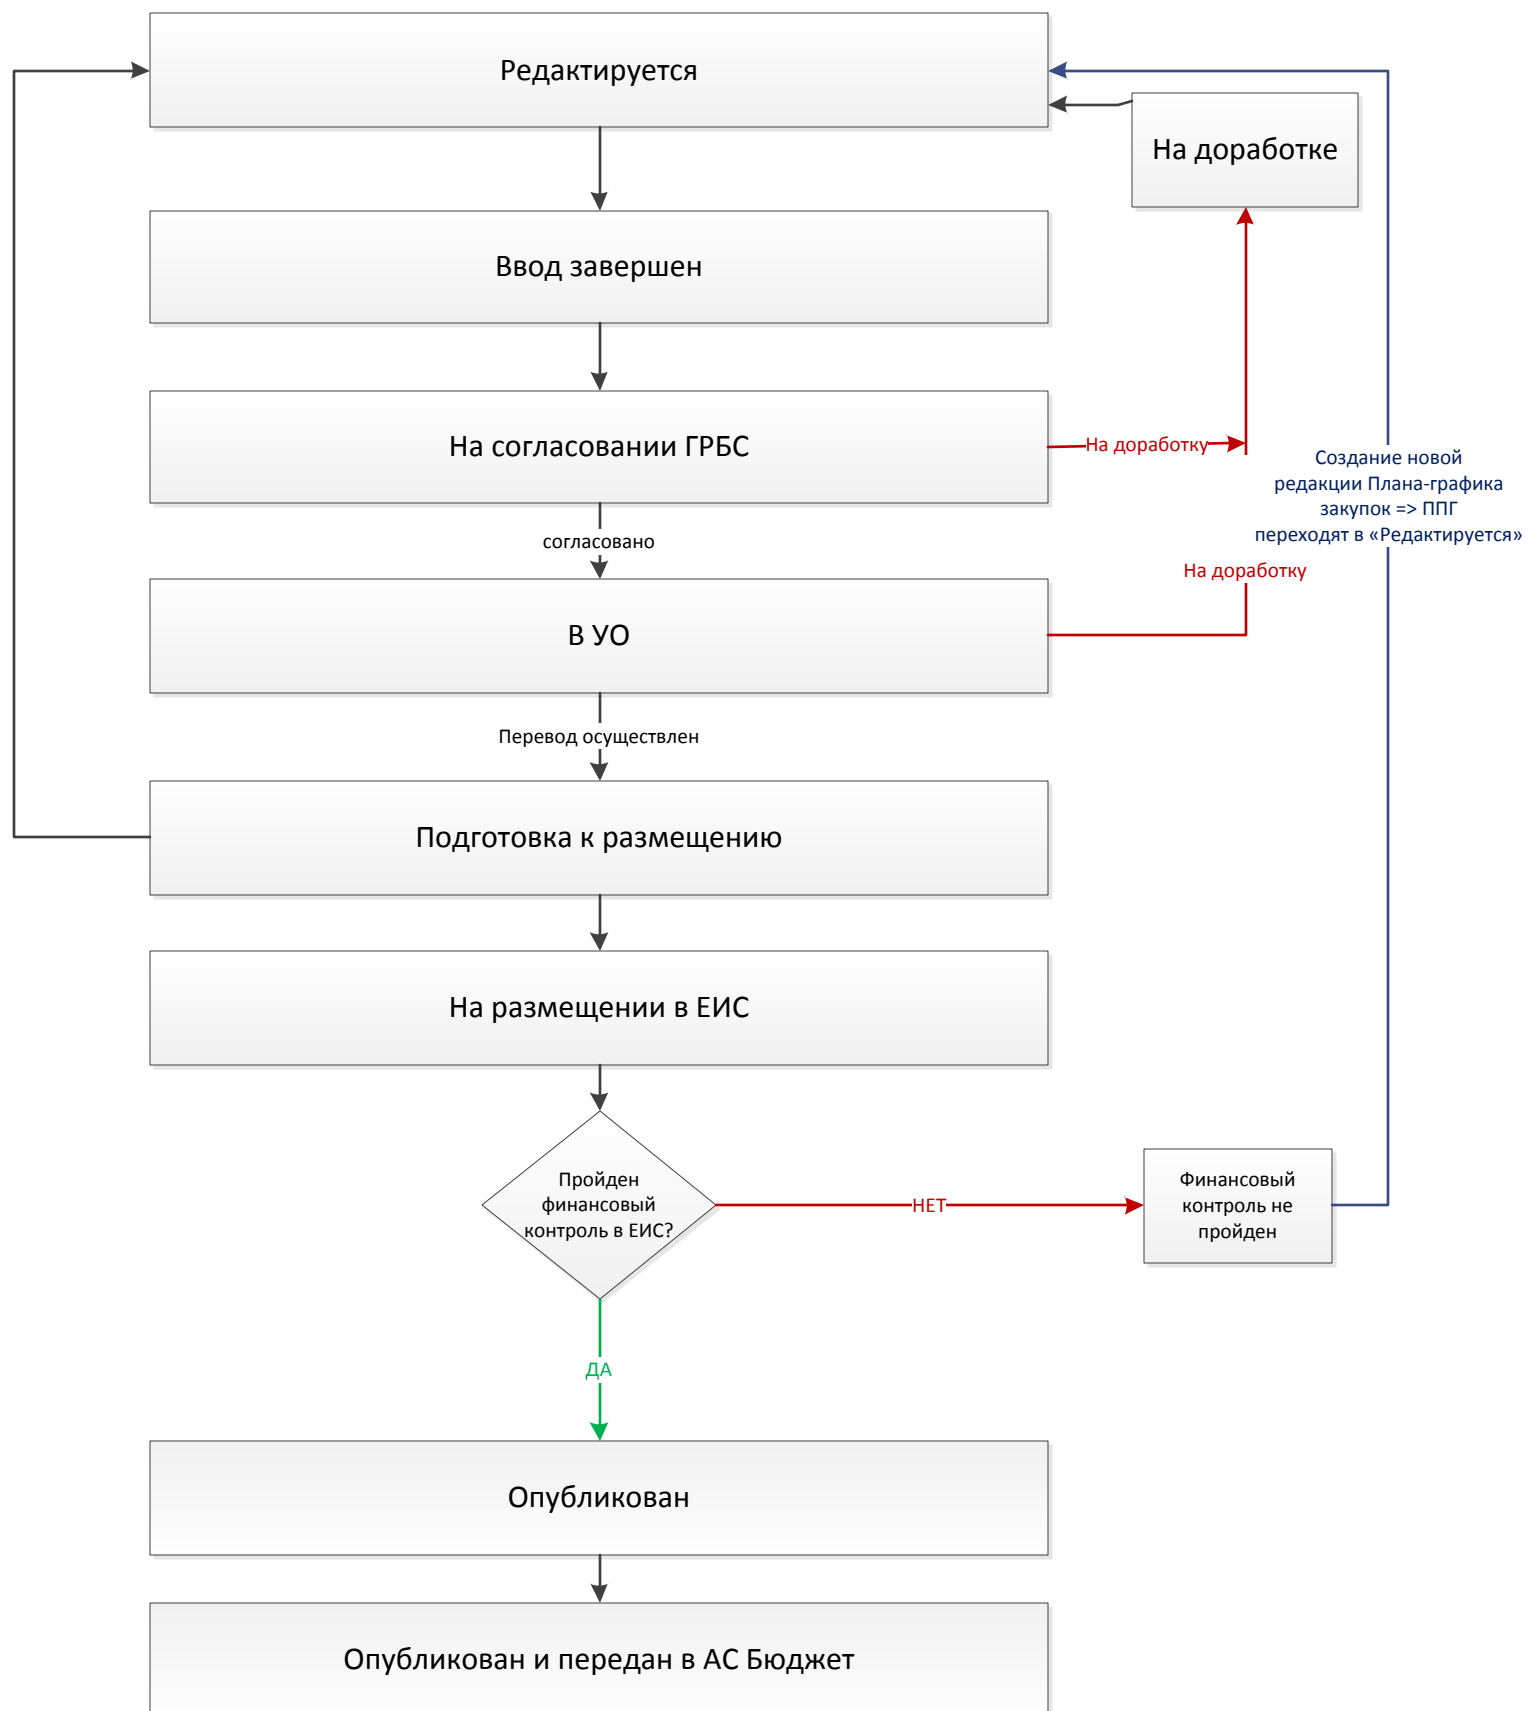 Редактируется
На доработке
Ввод завершен
На согласовании ГРБС
На доработку
Создание новой
редакции Плана-графика
закупок => ППГ
переходят в «Редактируется»
согласовано
На доработку
В УО
Перевод осуществлен
Подготовка к размещению
На размещении в ЕИС
Пройден
финансовый
контроль в ЕИС?
НЕТ
Финансовый
контроль не
пройден
ДА
Опубликован
Опубликован и передан в АС Бюджет